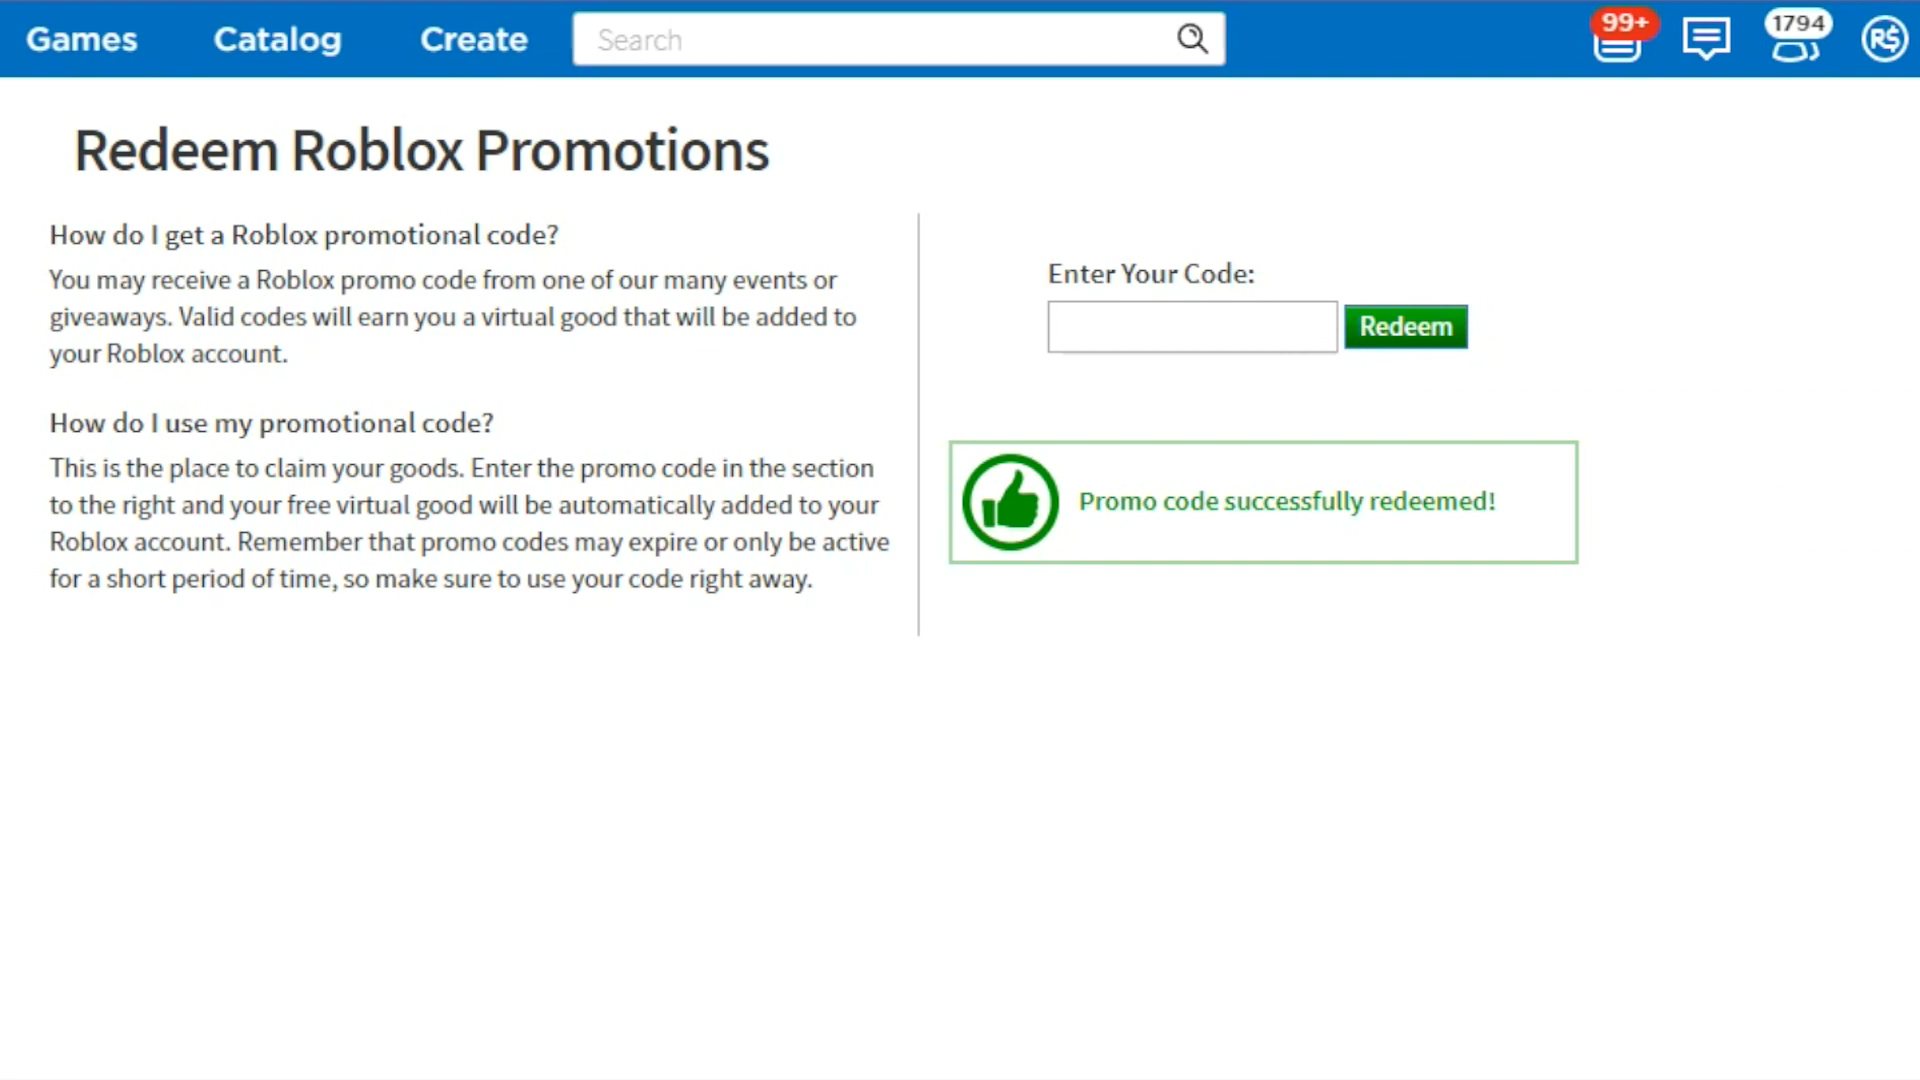 Games Catalog Create Search 99+ 1794 R$
Redeem Roblox Promotions
How do I get a Roblox promotional code?
You may receive a Roblox promo code from one of our many events or
giveaways. Valid codes will earn you a virtual good that will be added to
your Roblox account.
How do I use my promotional code?
This is the place to claim your goods. Enter the promo code in the section
to the right and your free virtual good will be automatically added to your
Roblox account. Remember that promo codes may expire or only be active
for a short period of time, so make sure to use your code right away.
Enter Your Code:
Redeem
Promo code successfully redeemed!